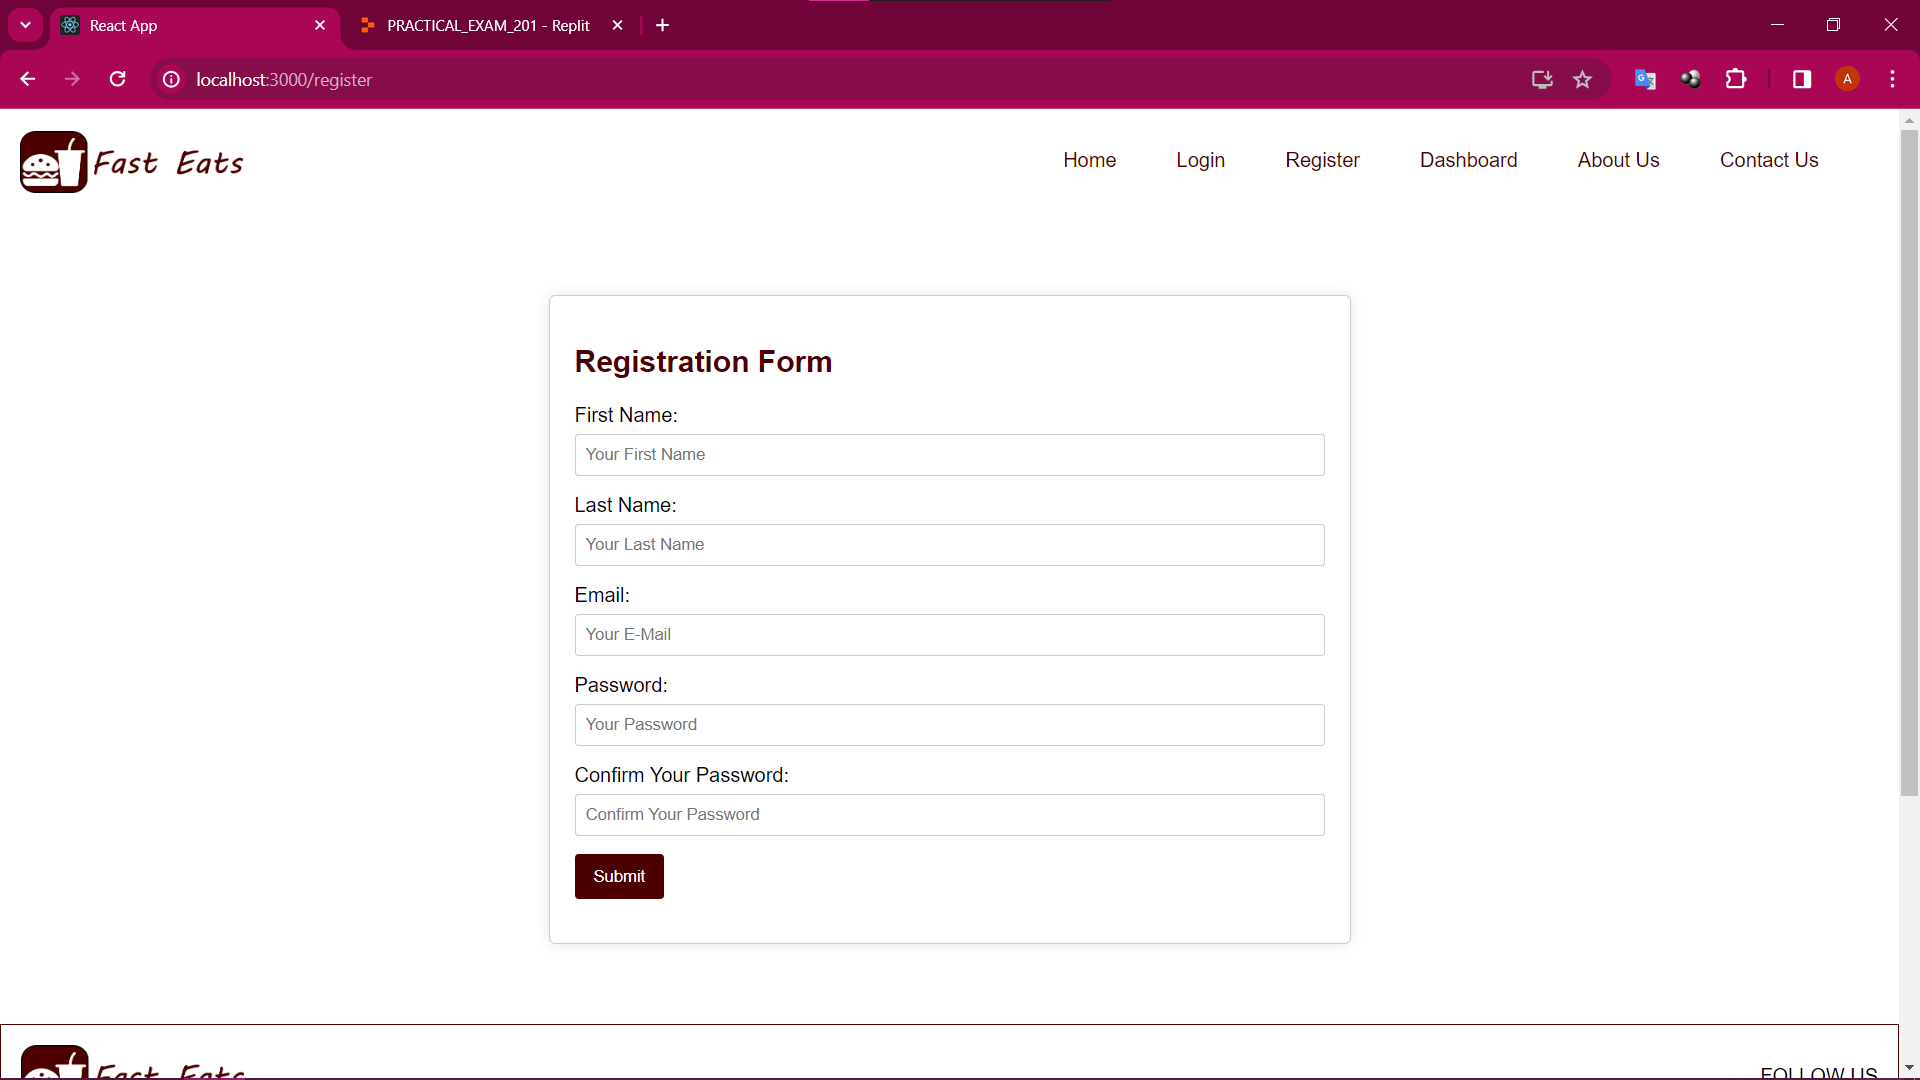 React App
PRACTICAL_EXAM_201 - Replit
localhost:3000/register
A
Fast Eats
Home
Login
Register
Dashboard
About Us
Contact Us
Registration Form
First Name:
Your First Name
Last Name:
Your Last Name
Email:
Your E-Mail
Password:
Your Password
Confirm Your Password:
Confirm Your Password
Submit
Fast Eats
FOLLOW US